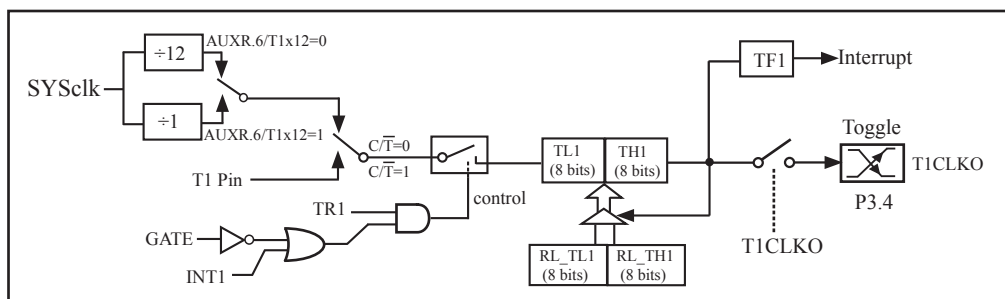 ÷12
AUXR.6/T1x12=0
SYSclk
÷1
AUXR.6/T1x12=1
C/T̅=0
C/T̅=1
T1 Pin
TR1
control
GATE
INT1
TL1
(8 bits)
TH1
(8 bits)
RL_TL1
(8 bits)
RL_TH1
(8 bits)
TF1
Interrupt
Toggle
T1CLKO
P3.4
T1CLKO